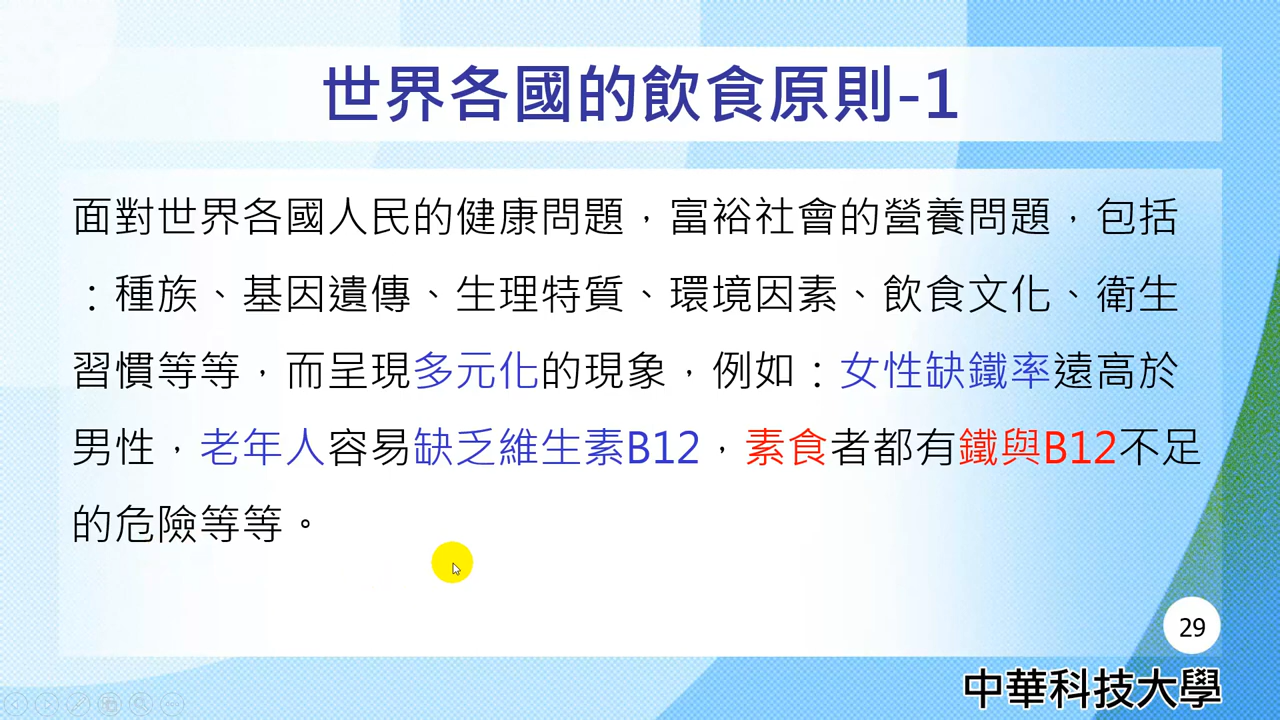 世界各國的飲食原則-1
面對世界各國人民的健康問題，富裕社會的營養問題，包括
：種族、基因遺傳、生理特質、環境因素、飲食文化、衛生
習慣等等，而呈現多元化的現象，例如：女性缺鐵率遠高於
男性，老年人容易缺乏維生素B12，素食者都有鐵與B12不足
的危險等等。
29
中華科技大學